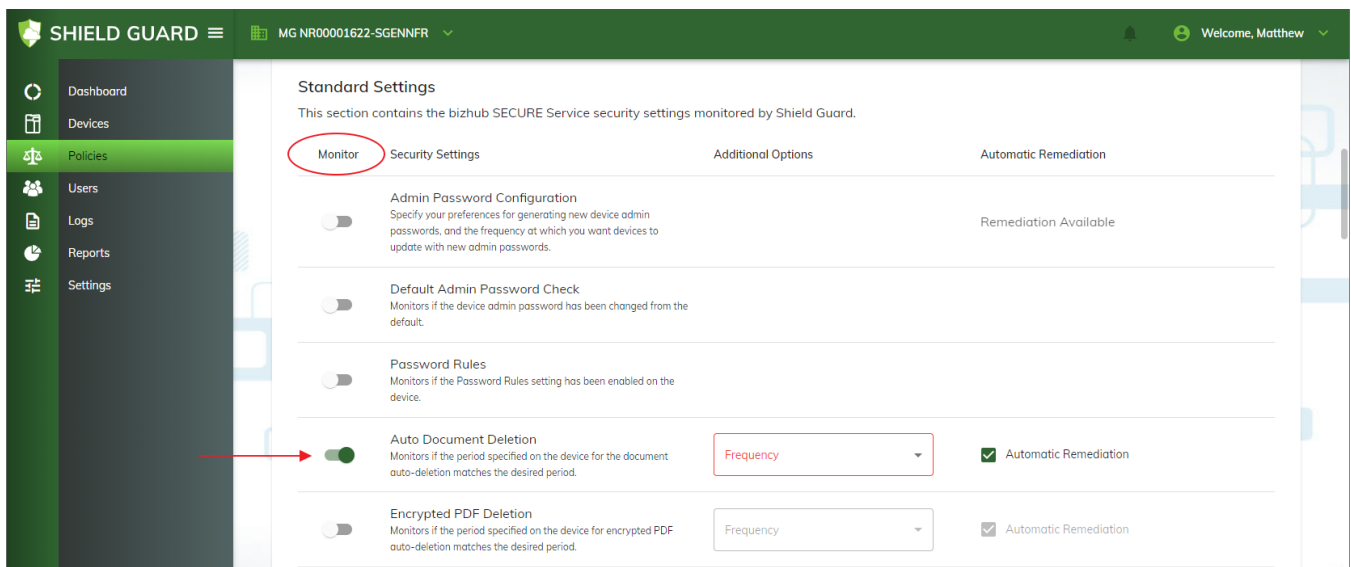 SHIELD GUARD
MG NR00001622-SGENNFR
Welcome, Matthew
Dashboard
Devices
Policies
Users
Logs
Reports
Settings
Standard Settings
This section contains the bizhub SECURE Service security settings monitored by Shield Guard.
Monitor Security Settings Additional Options Automatic Remediation
Admin Password Configuration
Specify your preferences for generating new device admin
passwords, and the frequency at which you want devices to
update with new admin passwords.
Remediation Available
Default Admin Password Check
Monitors if the device admin password has been changed from the
default.
Password Rules
Monitors if the Password Rules setting has been enabled on the
device.
Auto Document Deletion
Monitors if the period specified on the device for the document
auto-deletion matches the desired period.
Frequency
Automatic Remediation
Encrypted PDF Deletion
Monitors if the period specified on the device for encrypted PDF
auto-deletion matches the desired period.
Frequency
Automatic Remediation